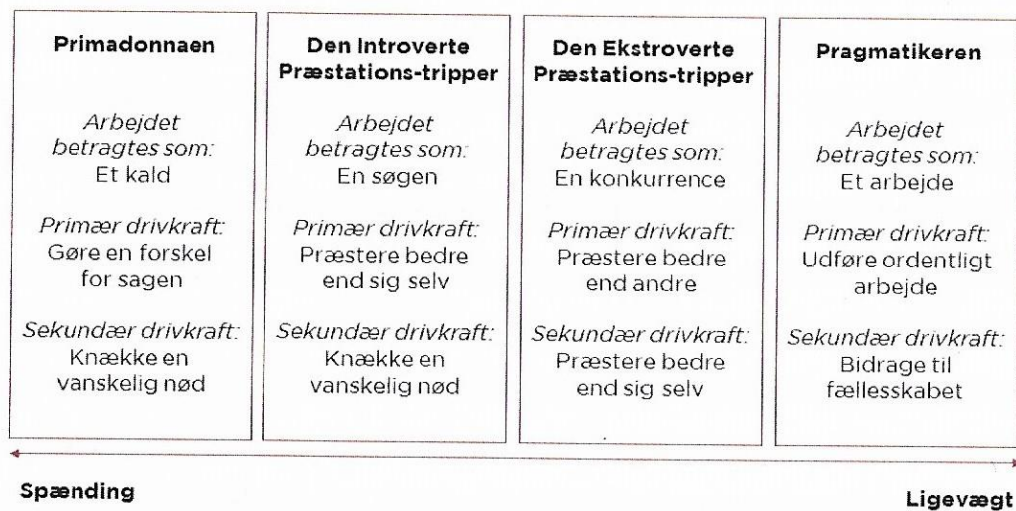 Primadonnaen
Arbejdet
betragtes som:
Et kald
Primær drivkraft:
Gøre en forskel
for sagen
Sekundær drivkraft:
Knække en
vanskelig nød
Den Introverte
Præstations-tripper
Arbejdet
betragtes som:
En søgen
Primær drivkraft:
Præstere bedre
end sig selv
Sekundær drivkraft:
Knække en
vanskelig nød
Den Ekstroverte
Præstations-tripper
Arbejdet
betragtes som:
En konkurrence
Primær drivkraft:
Præstere bedre
end andre
Sekundær drivkraft:
Præstere bedre
end sig selv
Pragmatikeren
Arbejdet
betragtes som:
Et arbejde
Primær drivkraft:
Udføre ordentligt
arbejde
Sekundær drivkraft:
Bidrage til
fællesskabet
Spænding
Ligevægt